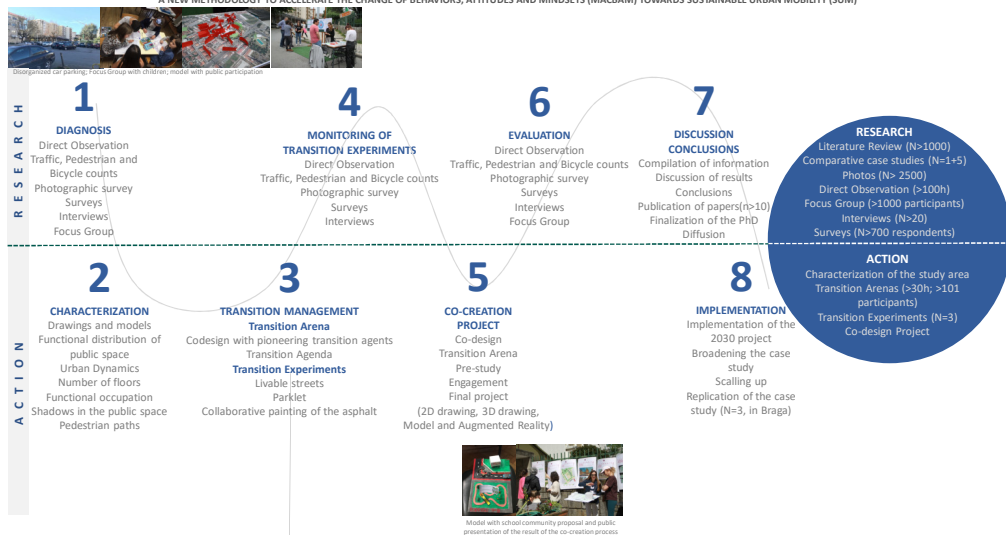 A NEW METHODOLOGY TO ACCELERATE THE CHANGE OF BEHAVIORS, ATTITUDES AND MINDSETS (MACBAM) TOWARDS SUSTAINABLE URBAN MOBILITY (SUM)
Disorganized car parking; Focus Group with children; model with public participation
RESEARCH
1
DIAGNOSIS
Direct Observation
Traffic, Pedestrian and
Bicycle counts
Photographic survey
Surveys
Interviews
Focus Group
4
MONITORING OF
TRANSITION EXPERIMENTS
Direct Observation
Traffic, Pedestrian and Bicycle counts
Photographic survey
Surveys
Interviews
6
EVALUATION
Direct Observation
Traffic, Pedestrian and Bicycle counts
Photographic survey
Surveys
Interviews
Focus Group
7
DISCUSSION
CONCLUSIONS
Compilation of information
Discussion of results
Conclusions
Publication of papers(n>10)
Finalization of the PhD
Diffusion
RESEARCH
Literature Review (N>1000)
Comparative case studies (N=1+5)
Photos (N> 2500)
Direct Observation (>100h)
Focus Group (>1000 participants)
Interviews (N>20)
Surveys (N>700 respondents)
ACTION
Characterization of the study area
Transition Arenas (>30h; >101
participants)
Transition Experiments (N=3)
Co-design Project
ACTION
2
CHARACTERIZATION
Drawings and models
Functional distribution of
public space
Urban Dynamics
Number of floors
Functional occupation
Shadows in the public space
Pedestrian paths
3
TRANSITION MANAGEMENT
Transition Arena
Codesign with pioneering transition agents
Transition Agenda
Transition Experiments
Livable streets
Parklet
Collaborative painting of the asphalt
5
CO-CREATION
PROJECT
Co-design
Transition Arena
Pre-study
Engagement
Final project
(2D drawing, 3D drawing,
Model and Augmented Reality)
8
IMPLEMENTATION
Implementation of the
2030 project
Broadening the case
study
Scalling up
Replication of the case
study (N=3, in Braga)
Model with school community proposal and public
presentation of the result of the co-creation process